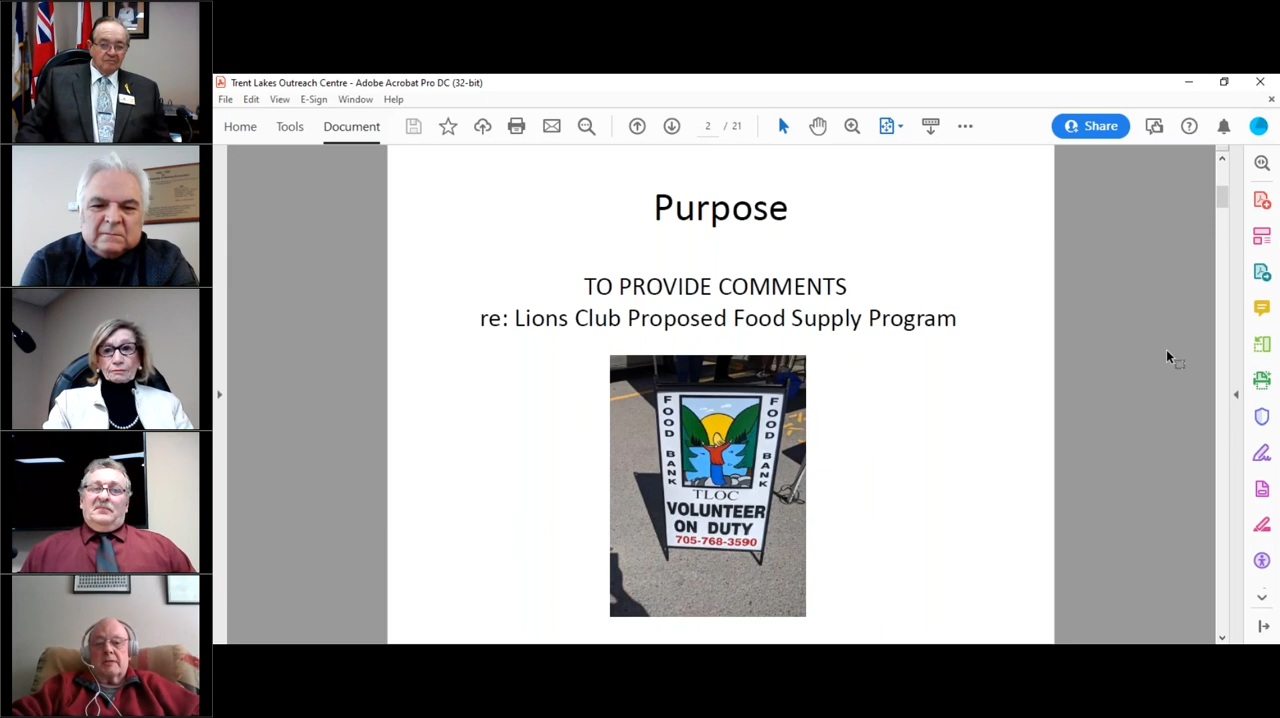 Trent Lakes Outreach Centre - Adobe Acrobat Pro DC (32-bit)
File Edit View E-Sign Window Help
Home Tools Document 2 / 21 Share
Purpose
TO PROVIDE COMMENTS
re: Lions Club Proposed Food Supply Program
FOOD BANK
FOOD BANK
TLOC
VOLUNTEER
ON DUTY
705-768-3590